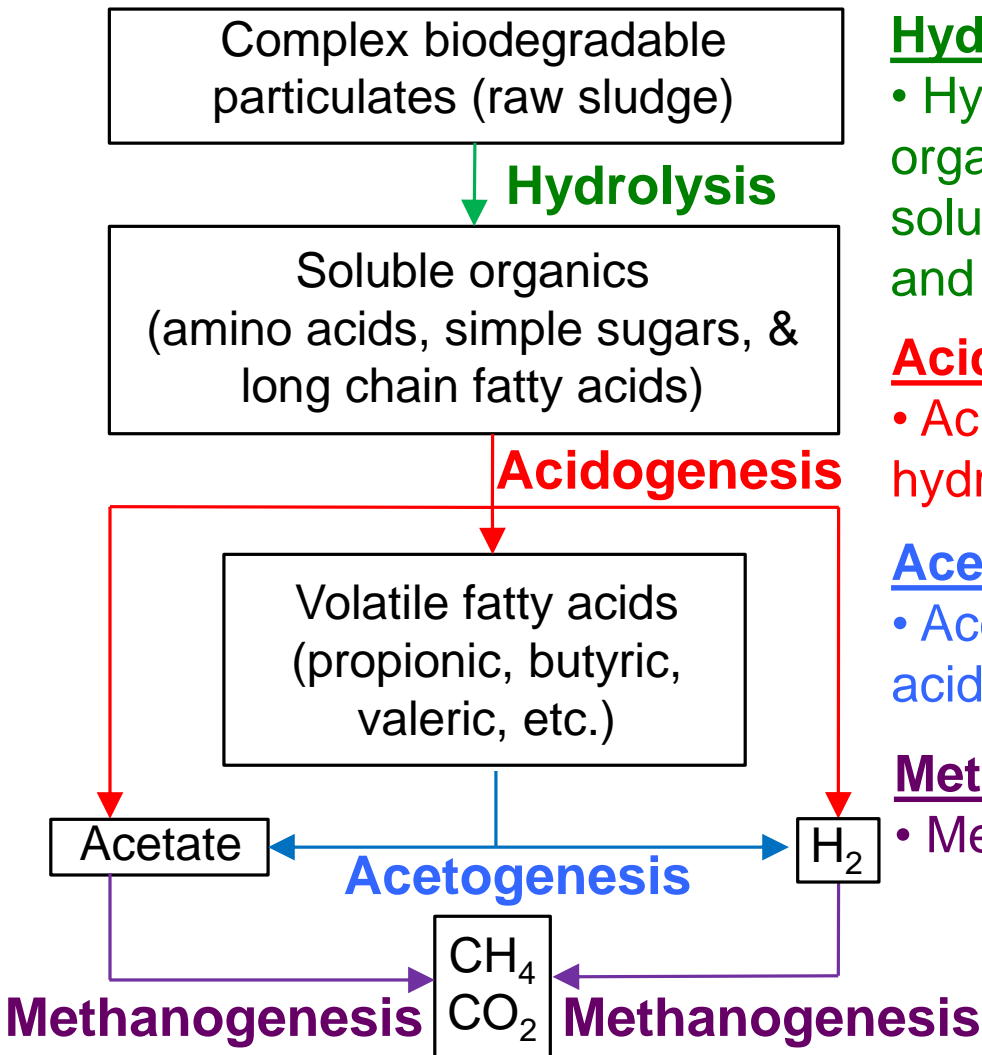 Complex biodegradable
particulates (raw sludge)
Hydrolysis
Soluble organics
(amino acids, simple sugars, &
long chain fatty acids)
Acidogenesis
Volatile fatty acids
(propionic, butyric,
valeric, etc.)
Acetate
H₂
Acetogenesis
CH₄
CO₂
Methanogenesis
Methanogenesis
Hyd
• Hy
orga
solu
and
Acid
• Ac
hydr
Ace
• Ace
acid
Met
• Me